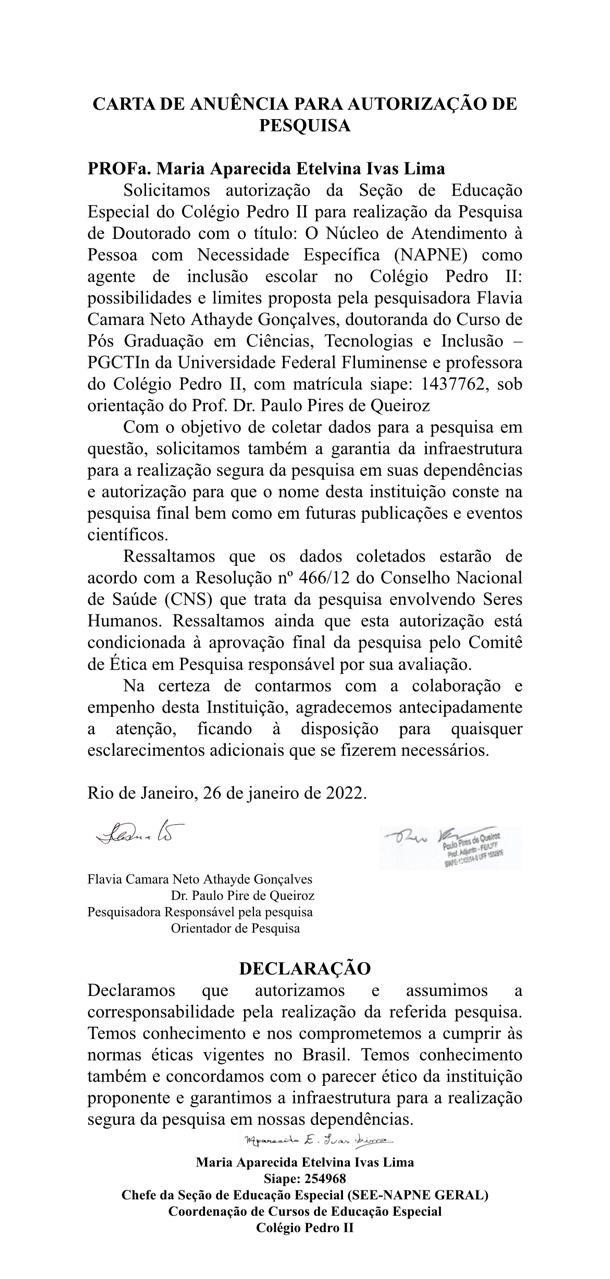 CARTA DE ANUÊNCIA PARA AUTORIZAÇÃO DE
PESQUISA
PROFa. Maria Aparecida Etelvina Ivas Lima
Solicitamos autorização da Seção de Educação
Especial do Colégio Pedro II para realização da Pesquisa
de Doutorado com o título: O Núcleo de Atendimento à
Pessoa com Necessidade Específica (NAPNE) como
agente de inclusão escolar no Colégio Pedro II:
possibilidades e limites proposta pela pesquisadora Flavia
Camara Neto Athayde Gonçalves, doutoranda do Curso de
Pós Graduação em Ciências, Tecnologias e Inclusão –
PGCTIn da Universidade Federal Fluminense e professora
do Colégio Pedro II, com matrícula siape: 1437762, sob
orientação do Prof. Dr. Paulo Pires de Queiroz
Com o objetivo de coletar dados para a pesquisa em
questão, solicitamos também a garantia da infraestrutura
para a realização segura da pesquisa em suas dependências
e autorização para que o nome desta instituição conste na
pesquisa final bem como em futuras publicações e eventos
científicos.
Ressaltamos que os dados coletados estarão de
acordo com a Resolução nº 466/12 do Conselho Nacional
de Saúde (CNS) que trata da pesquisa envolvendo Seres
Humanos. Ressaltamos ainda que esta autorização está
condicionada à aprovação final da pesquisa pelo Comitê
de Ética em Pesquisa responsável por sua avaliação.
Na certeza de contarmos com a colaboração e
empenho desta Instituição, agradecemos antecipadamente
a atenção, ficando à disposição para quaisquer
esclarecimentos adicionais que se fizerem necessários.
Rio de Janeiro, 26 de janeiro de 2022.
Paulo Pires de Queiroz
Prof. Adjunto - FEUFF
Flavia Camara Neto Athayde Gonçalves
Dr. Paulo Pire de Queiroz
Pesquisadora Responsável pela pesquisa
Orientador de Pesquisa
DECLARAÇÃO
Declaramos que autorizamos e assumimos a
corresponsabilidade pela realização da referida pesquisa.
Temos conhecimento e nos comprometemos a cumprir às
normas éticas vigentes no Brasil. Temos conhecimento
também e concordamos com o parecer ético da instituição
proponente e garantimos a infraestrutura para a realização
segura da pesquisa em nossas dependências.
Mparecida E. Ivas Lima
Maria Aparecida Etelvina Ivas Lima
Siape: 254968
Chefe da Seção de Educação Especial (SEE-NAPNE GERAL)
Coordenação de Cursos de Educação Especial
Colégio Pedro II